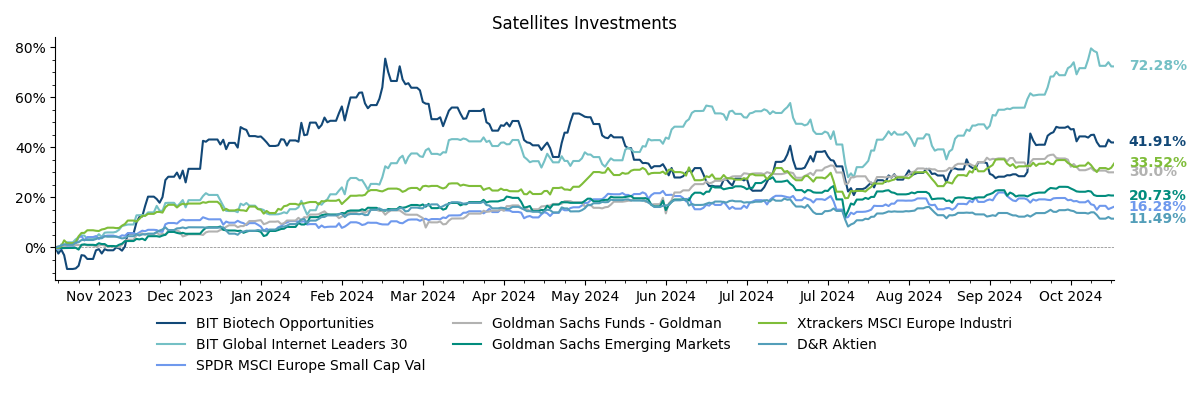 Satellites Investments
80%
60%
40%
20%
0%
72.28%
41.91%
33.52%
30.0%
20.73%
16.28%
11.49%
Nov 2023 Dec 2023 Jan 2024 Feb 2024 Mar 2024 Apr 2024 May 2024 Jun 2024 Jul 2024 Jul 2024 Aug 2024 Sep 2024 Oct 2024
BIT Biotech Opportunities
BIT Global Internet Leaders 30
SPDR MSCI Europe Small Cap Val
Goldman Sachs Funds - Goldman
Goldman Sachs Emerging Markets
Xtrackers MSCI Europe Industri
D&R Aktien